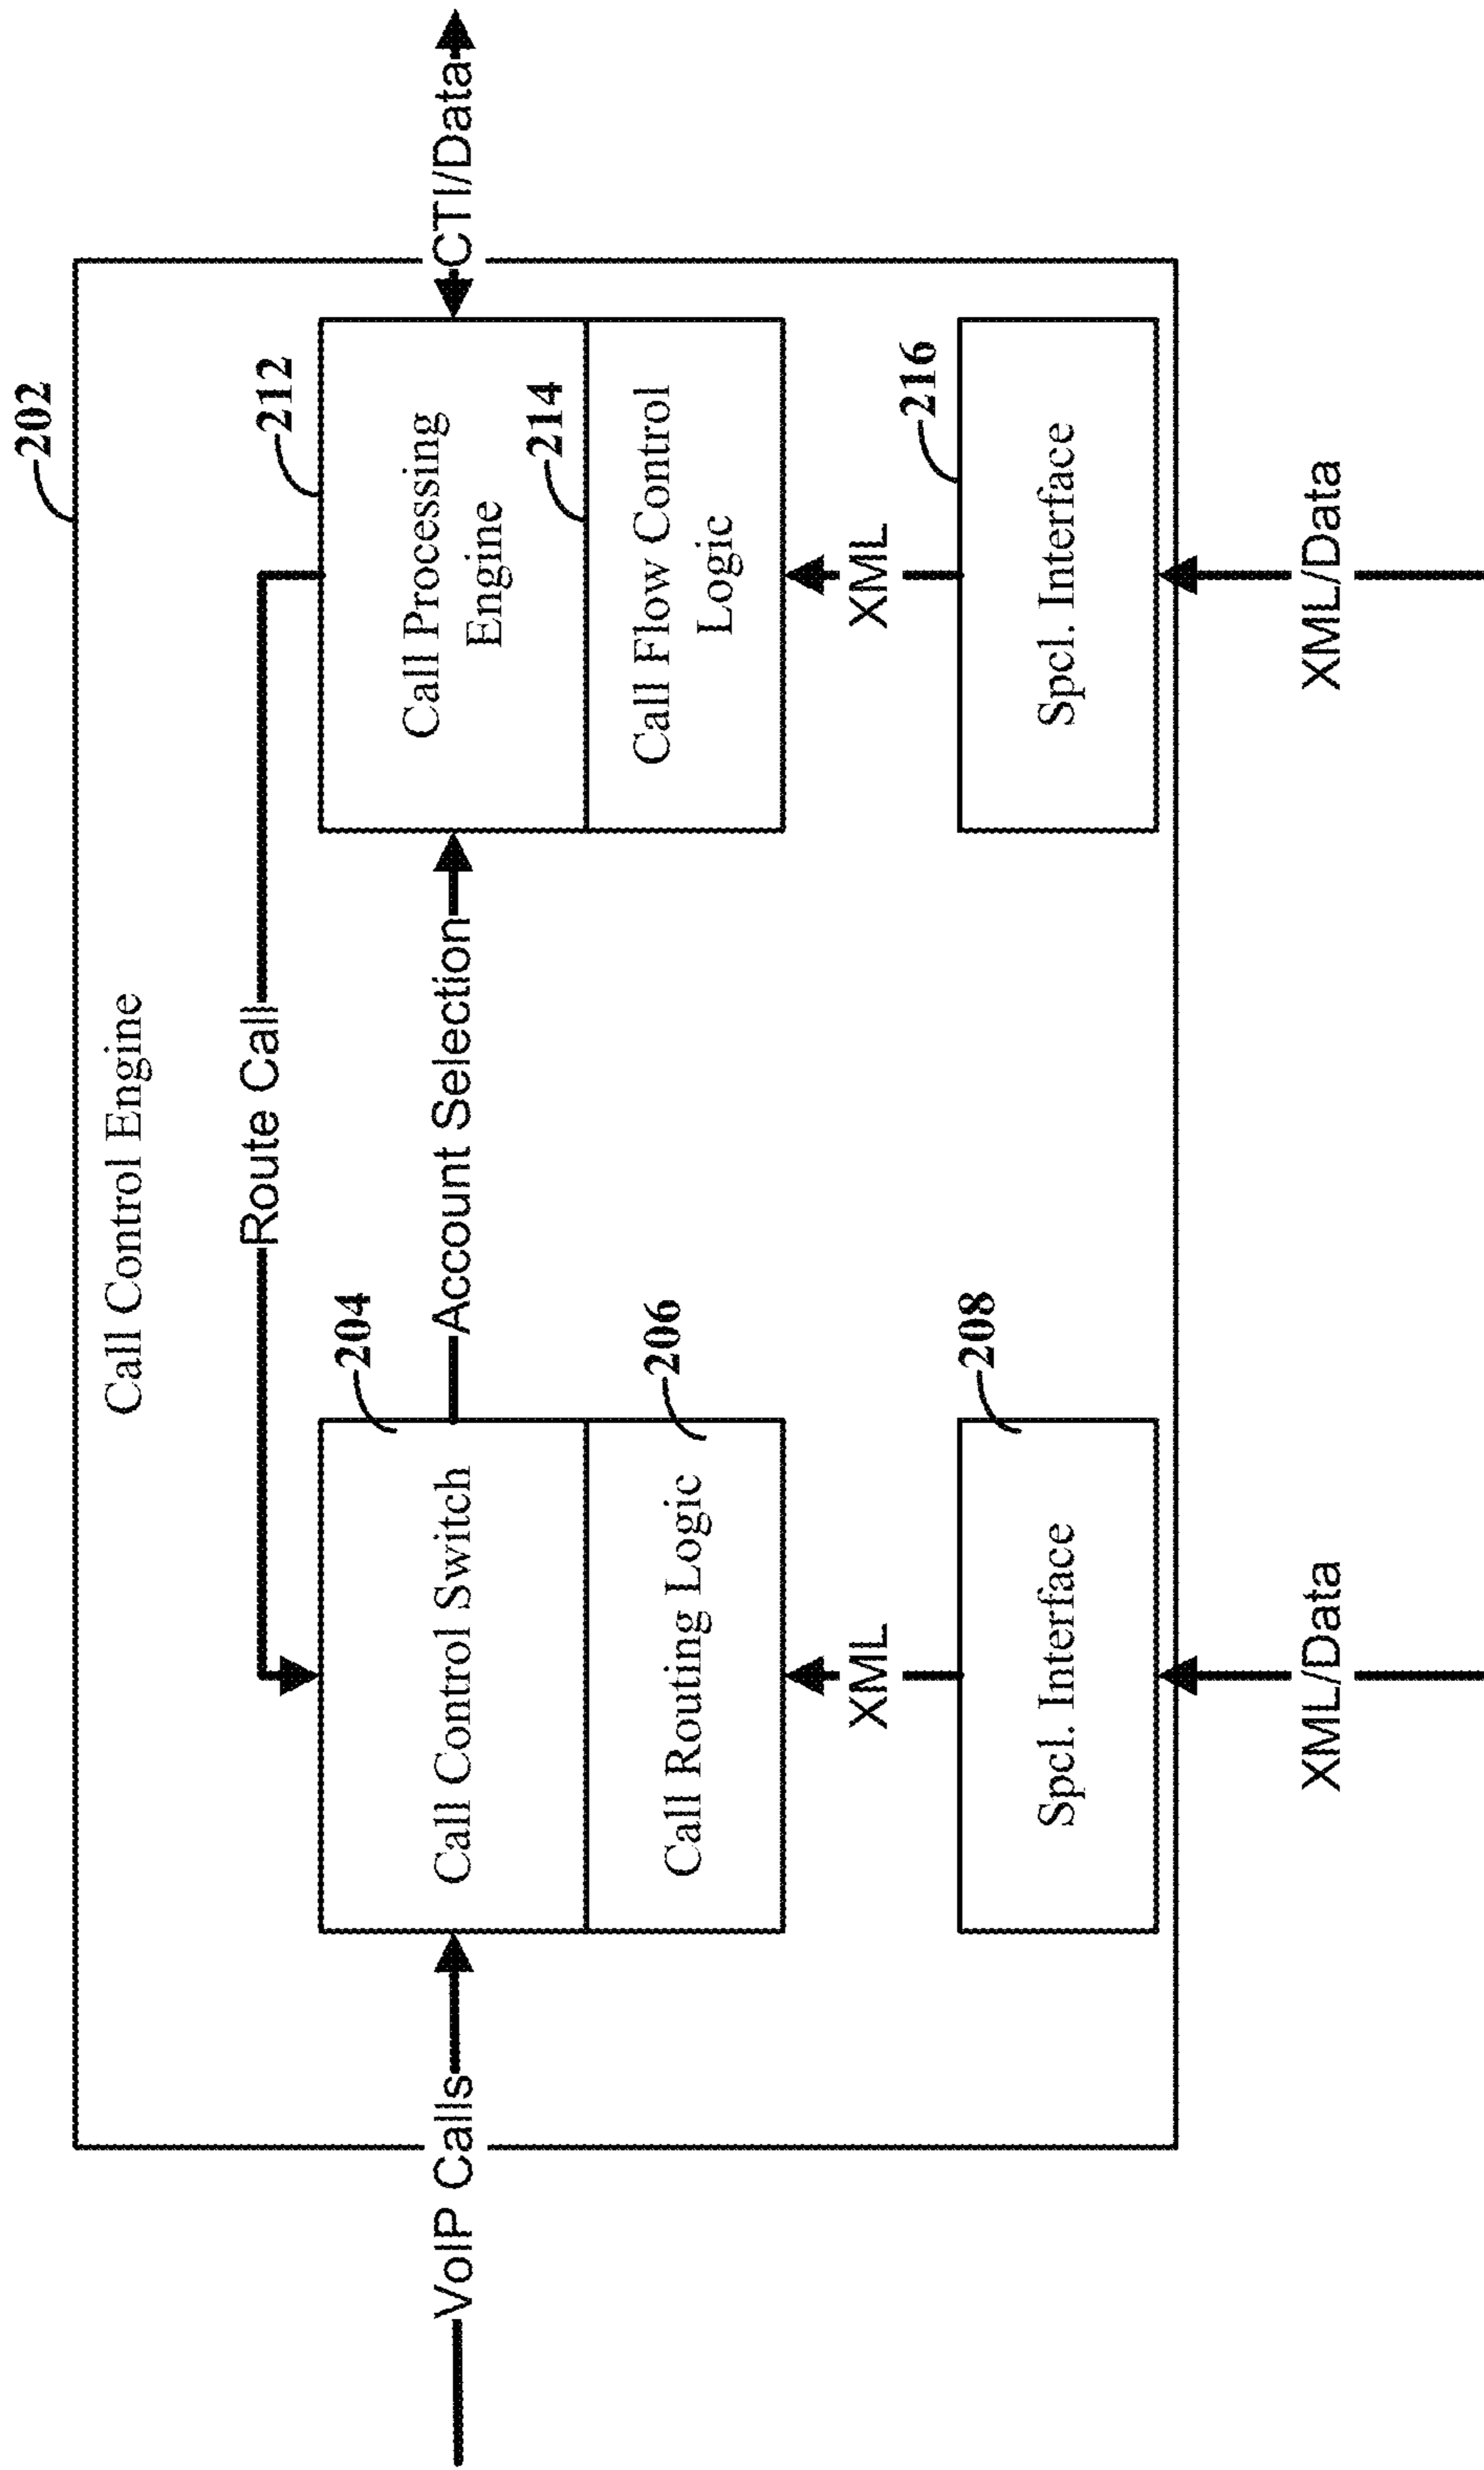 202
Call Control Engine
Route Call
204
212
Call Control Switch
Call Processing
Engine
VoIP Calls
Account Selection
CTI/Data
206
214
Call Routing Logic
Call Flow Control
Logic
XML
XML
208
216
Spcl. Interface
Spcl. Interface
XML/Data
XML/Data